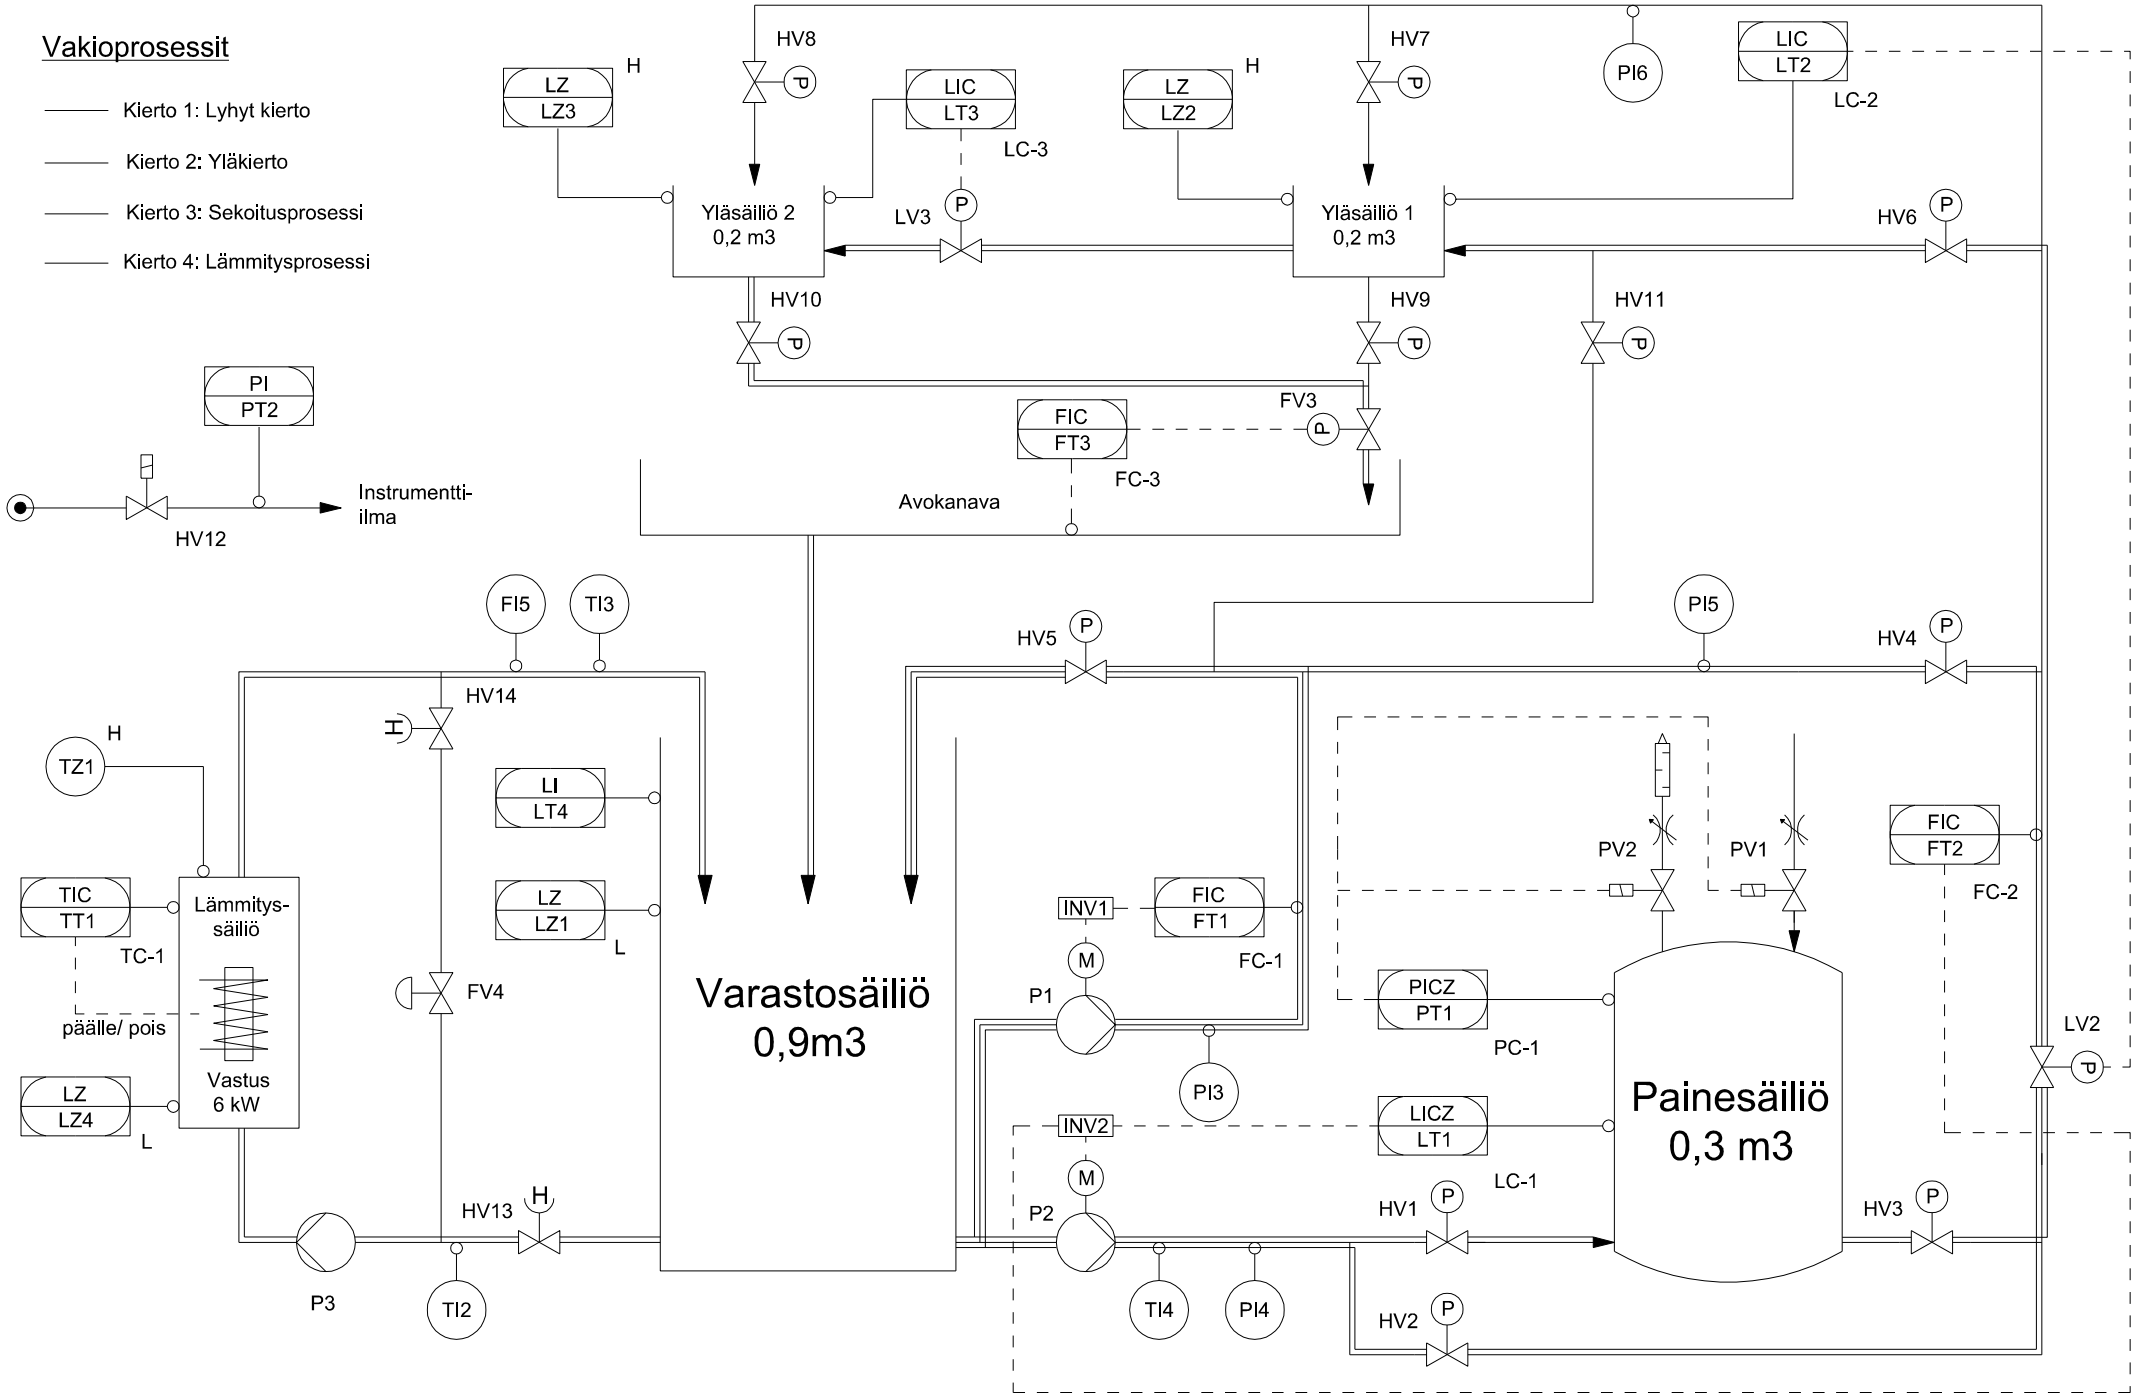 Vakioprosessit
Kierto 1: Lyhyt kierto
Kierto 2: Yläkierto
Kierto 3: Sekoitusprosessi
Kierto 4: Lämmitysprosessi
HV8
P
H
LZ
LZ3
LIC
LT3
LC-3
HV7
P
H
LZ
LZ2
PI6
LIC
LT2
LC-2
Yläsäiliö 2
0,2 m3
P
LV3
Yläsäiliö 1
0,2 m3
P
HV6
HV10
P
HV9
P
HV11
P
PI
PT2
Instrumentti-
ilma
HV12
FIC
FT3
FC-3
FV3
P
Avokanava
FI5
TI3
HV5
P
PI5
HV4
P
HV14
H
TZ1
H
LI
LT4
LZ
LZ1
L
TIC
TT1
TC-1
Lämmitys-
säiliö
päälle/ pois
Vastus
6 kW
LZ
LZ4
L
FV4
Varastosäiliö
0,9m3
INV1
M
P1
FIC
FT1
FC-1
PI3
PV2
PV1
FIC
FT2
FC-2
PICZ
PT1
PC-1
LICZ
LT1
LC-1
Painesäiliö
0,3 m3
LV2
P
INV2
M
P2
HV1
P
HV3
P
P3
HV13
H
TI2
TI4
PI4
HV2
P